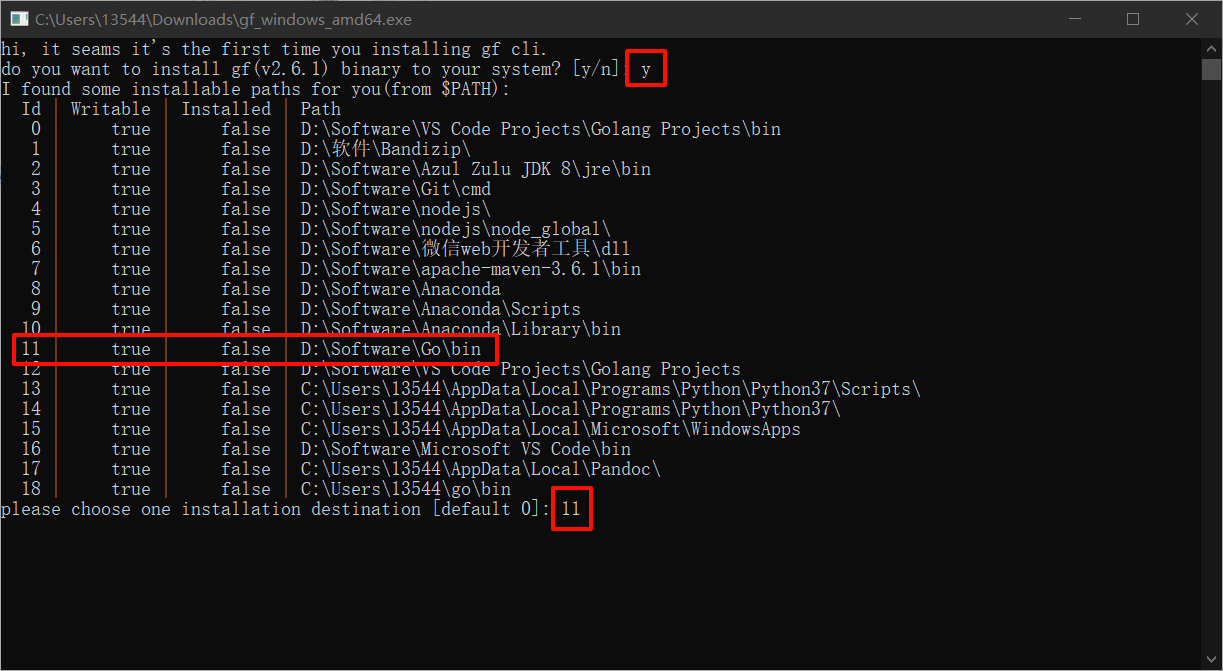 C:\Users\13544\Downloads\gf_windows_amd64.exe
hi, it seams it's the first time you installing gf cli.
do you want to install gf(v2.6.1) binary to your system? [y/n]: y
I found some installable paths for you(from $PATH):
Id | Writable | Installed | Path
0 | true | false | D:\Software\VS Code Projects\Golang Projects\bin
1 | true | false | D:\软件\Bandizip\
2 | true | false | D:\Software\Azul Zulu JDK 8\jre\bin
3 | true | false | D:\Software\Git\cmd
4 | true | false | D:\Software\nodejs\
5 | true | false | D:\Software\nodejs\node_global\
6 | true | false | D:\Software\微信web开发者工具\dll
7 | true | false | D:\Software\apache-maven-3.6.1\bin
8 | true | false | D:\Software\Anaconda
9 | true | false | D:\Software\Anaconda\Scripts
10 | true | false | D:\Software\Anaconda\Library\bin
11 | true | false | D:\Software\Go\bin
12 | true | false | D:\Software\VS Code Projects\Golang Projects
13 | true | false | C:\Users\13544\AppData\Local\Programs\Python\Python37\Scripts\
14 | true | false | C:\Users\13544\AppData\Local\Programs\Python\Python37\
15 | true | false | C:\Users\13544\AppData\Local\Microsoft\WindowsApps
16 | true | false | D:\Software\Microsoft VS Code\bin
17 | true | false | C:\Users\13544\AppData\Local\Pandoc\
18 | true | false | C:\Users\13544\go\bin
please choose one installation destination [default 0]: 11